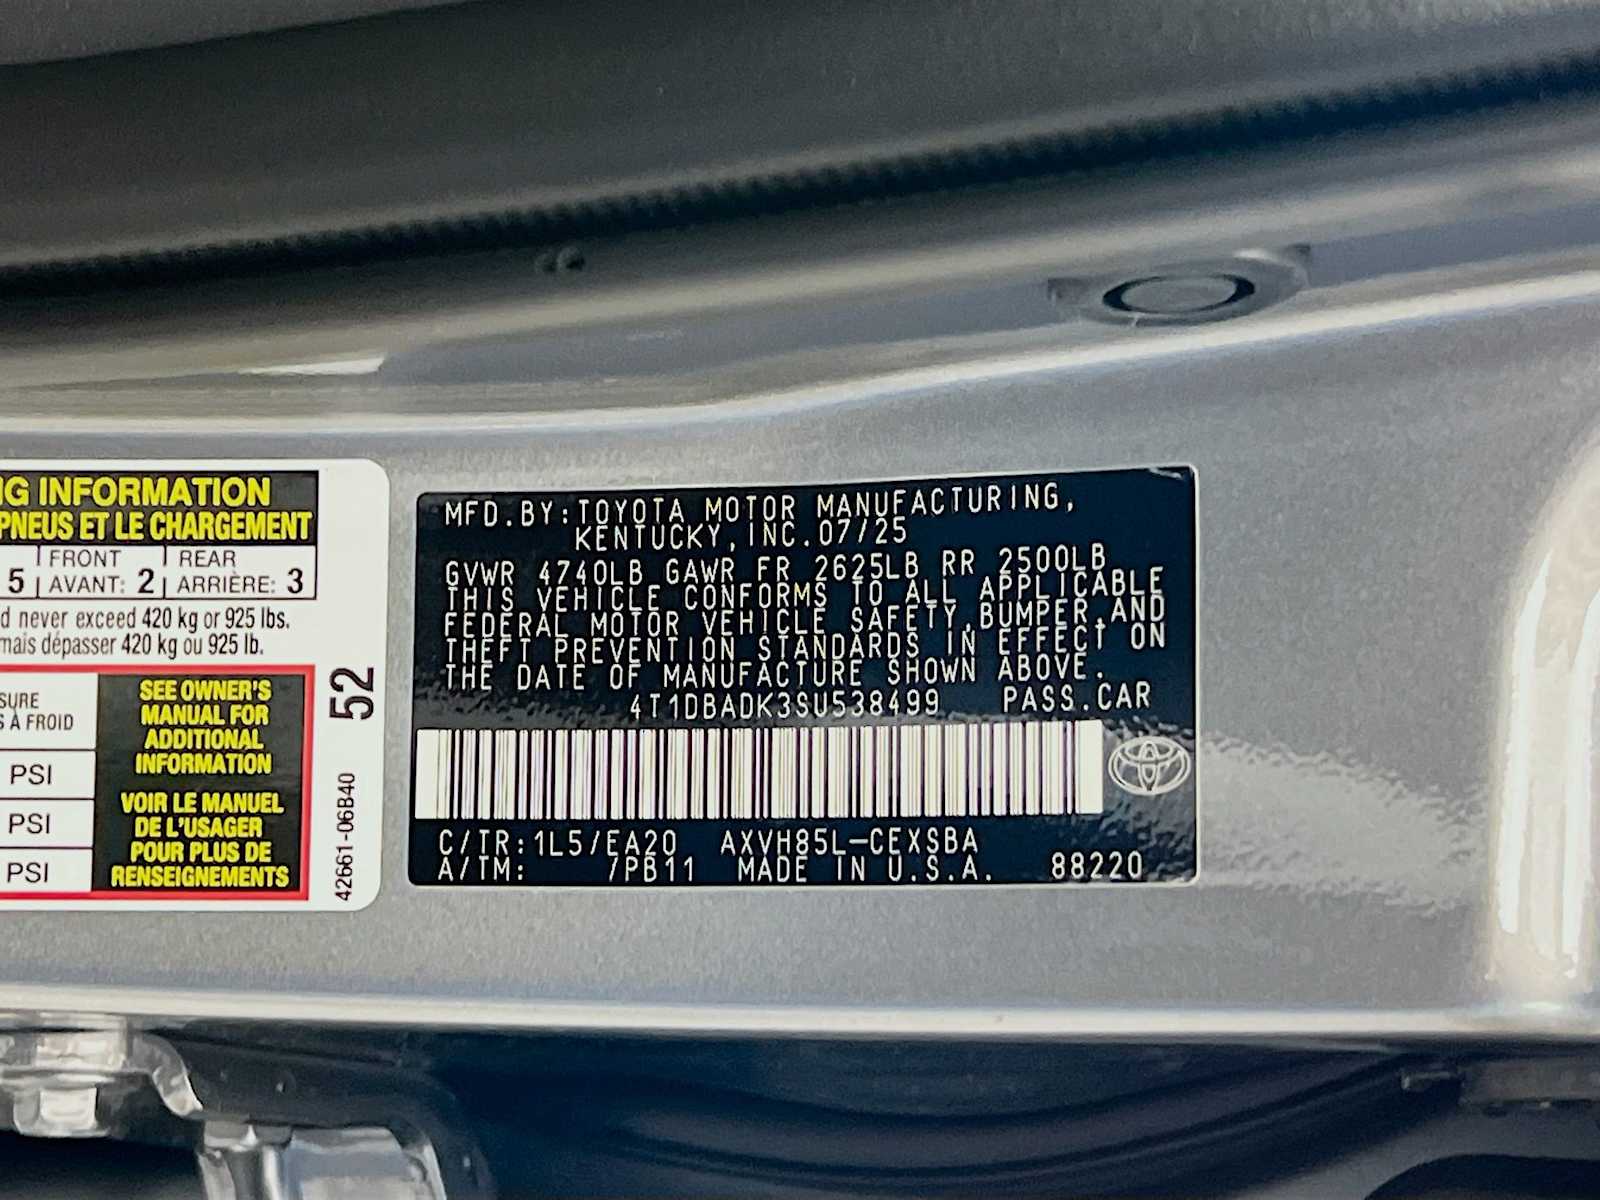 NG INFORMATION
PNEUS ET LE CHARGEMENT
5 FRONT AVANT: 2 REAR ARRIÈRE: 3
never exceed 420 kg or 925 lbs.
mais dépasser 420 kg ou 925 lb.
À FROID
PSI
PSI
PSI
SEE OWNER'S
MANUAL FOR
ADDITIONAL
INFORMATION
VOIR LE MANUEL
DE L'USAGER
POUR PLUS DE
RENSEIGNEMENTS
52
42661-06B40
MFD.BY:TOYOTA MOTOR MANUFACTURING,
KENTUCKY,INC.07/25
GVWR 4740LB GAWR FR 2625LB RR 2500LB
THIS VEHICLE CONFORMS TO ALL APPLICABLE
FEDERAL MOTOR VEHICLE SAFETY,BUMPER,AND
THEFT PREVENTION STANDARDS IN EFFECT ON
THE DATE OF MANUFACTURE SHOWN ABOVE.
4T1DBADK3SU538499 PASS.CAR
C/TR:1L5/EA20 AXVH85L-CEXSBA
A/TM: /PB11 MADE IN U.S.A. 88220